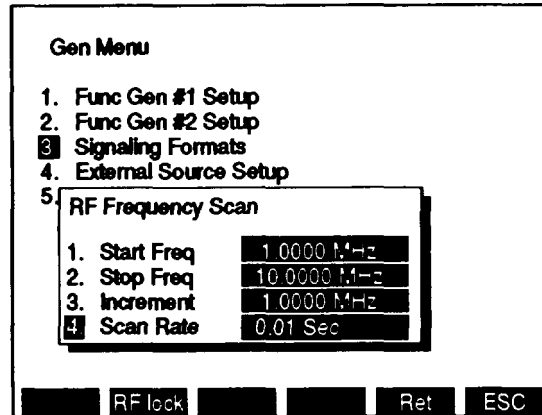 Gen Menu
1. Func Gen #1 Setup
2. Func Gen #2 Setup
3 Signaling Formats
4. External Source Setup
5.
RF Frequency Scan
1. Start Freq 1.0000 MHz
2. Stop Freq 10.0000 MHz
3. Increment 1.0000 MHz
4. Scan Rate 0.01 Sec
RF lock Ret ESC